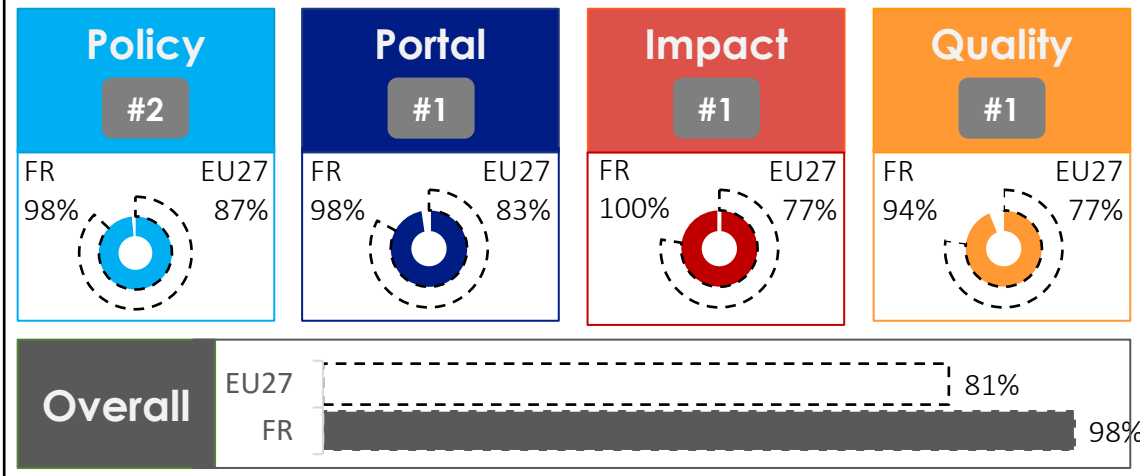 Policy
#2
FR EU27
98% 87%
Portal
#1
FR EU27
98% 83%
Impact
#1
FR EU27
100% 77%
Quality
#1
FR EU27
94% 77%
Overall
EU27 81%
FR 98%